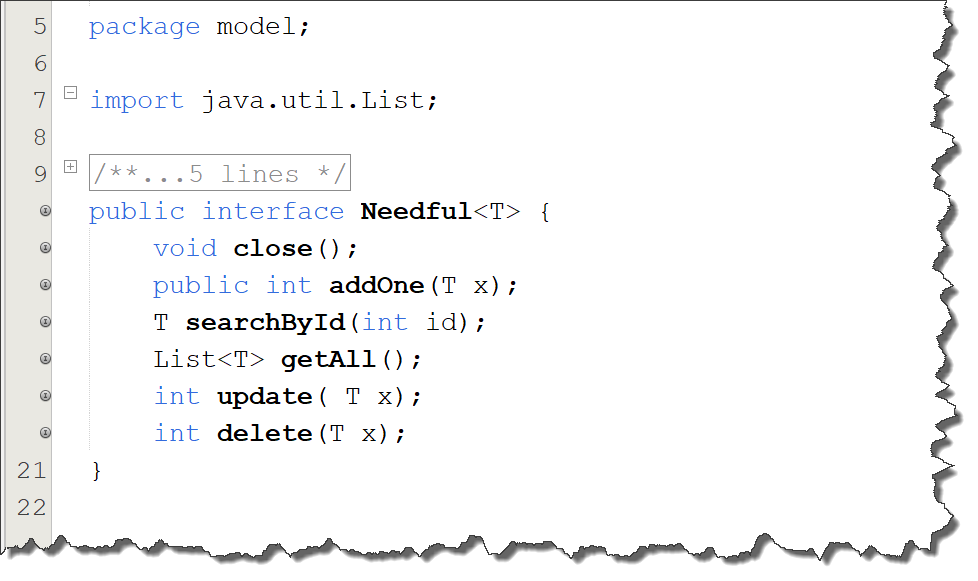 5 package model;
6
7 import java.util.List;
8
9 /**...5 lines */
public interface Needful<T> {
void close();
public int addOne(T x);
T searchById(int id);
List<T> getAll();
int update( T x);
int delete(T x);
21 }
22